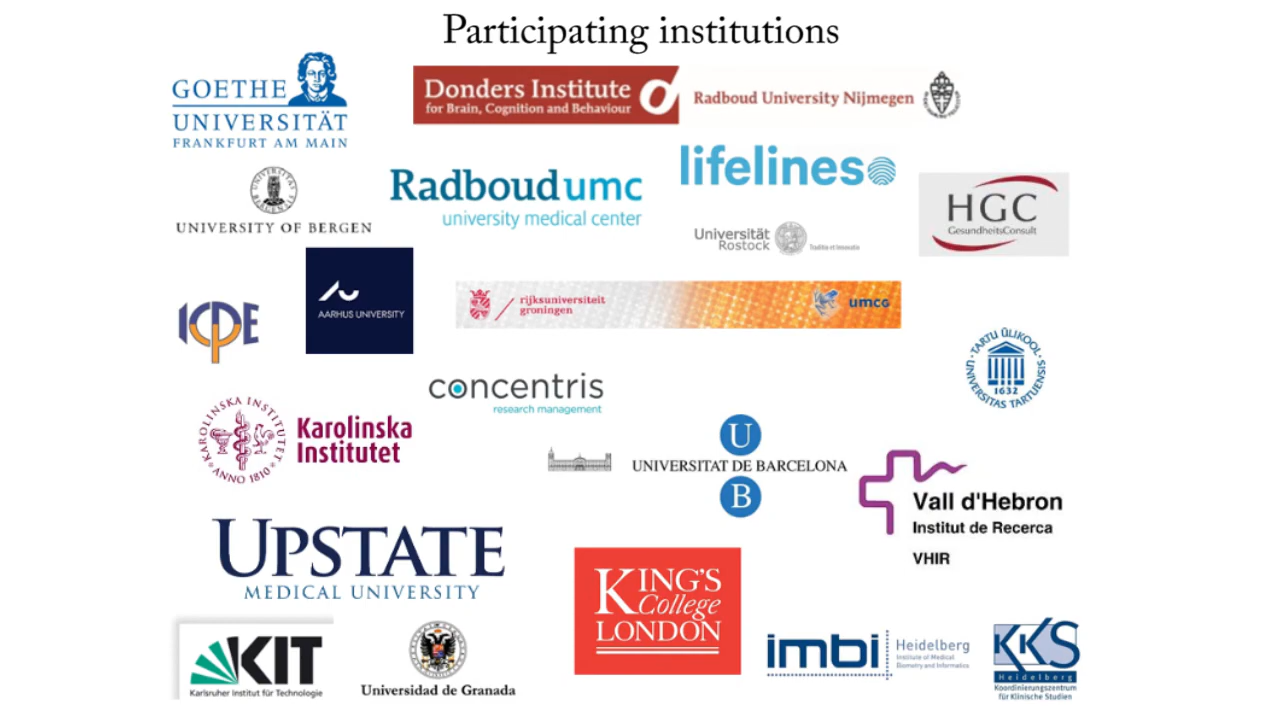 Participating institutions
GOETHE
UNIVERSITÄT
FRANKFURT AM MAIN
Donders Institute
for Brain, Cognition and Behaviour
Radboud University Nijmegen
UNIVERSITY OF BERGEN
Radboudumc
university medical center
lifelines
Universität
Rostock
Traditio et Innovatio
HGC
GesundheitsConsult
ICPE
AARHUS UNIVERSITY
rijksuniversiteit
groningen
umcg
TARTU ÜLIKOOL
1632
UNIVERSITAS TARTUENSIS
concentris
research management
KAROLINSKA INSTITUTET
ANNO 1810
Karolinska
Institutet
U
UNIVERSITAT DE BARCELONA
B
Vall d'Hebron
Institut de Recerca
VHIR
UPSTATE
MEDICAL UNIVERSITY
KING'S
College
LONDON
KIT
Karlsruher Institut für Technologie
Universidad de Granada
imbi
Heidelberg
Institute of Medical
Biometry and Informatics
KKS
Heidelberg
Koordinierungszentrum
für Klinische Studien